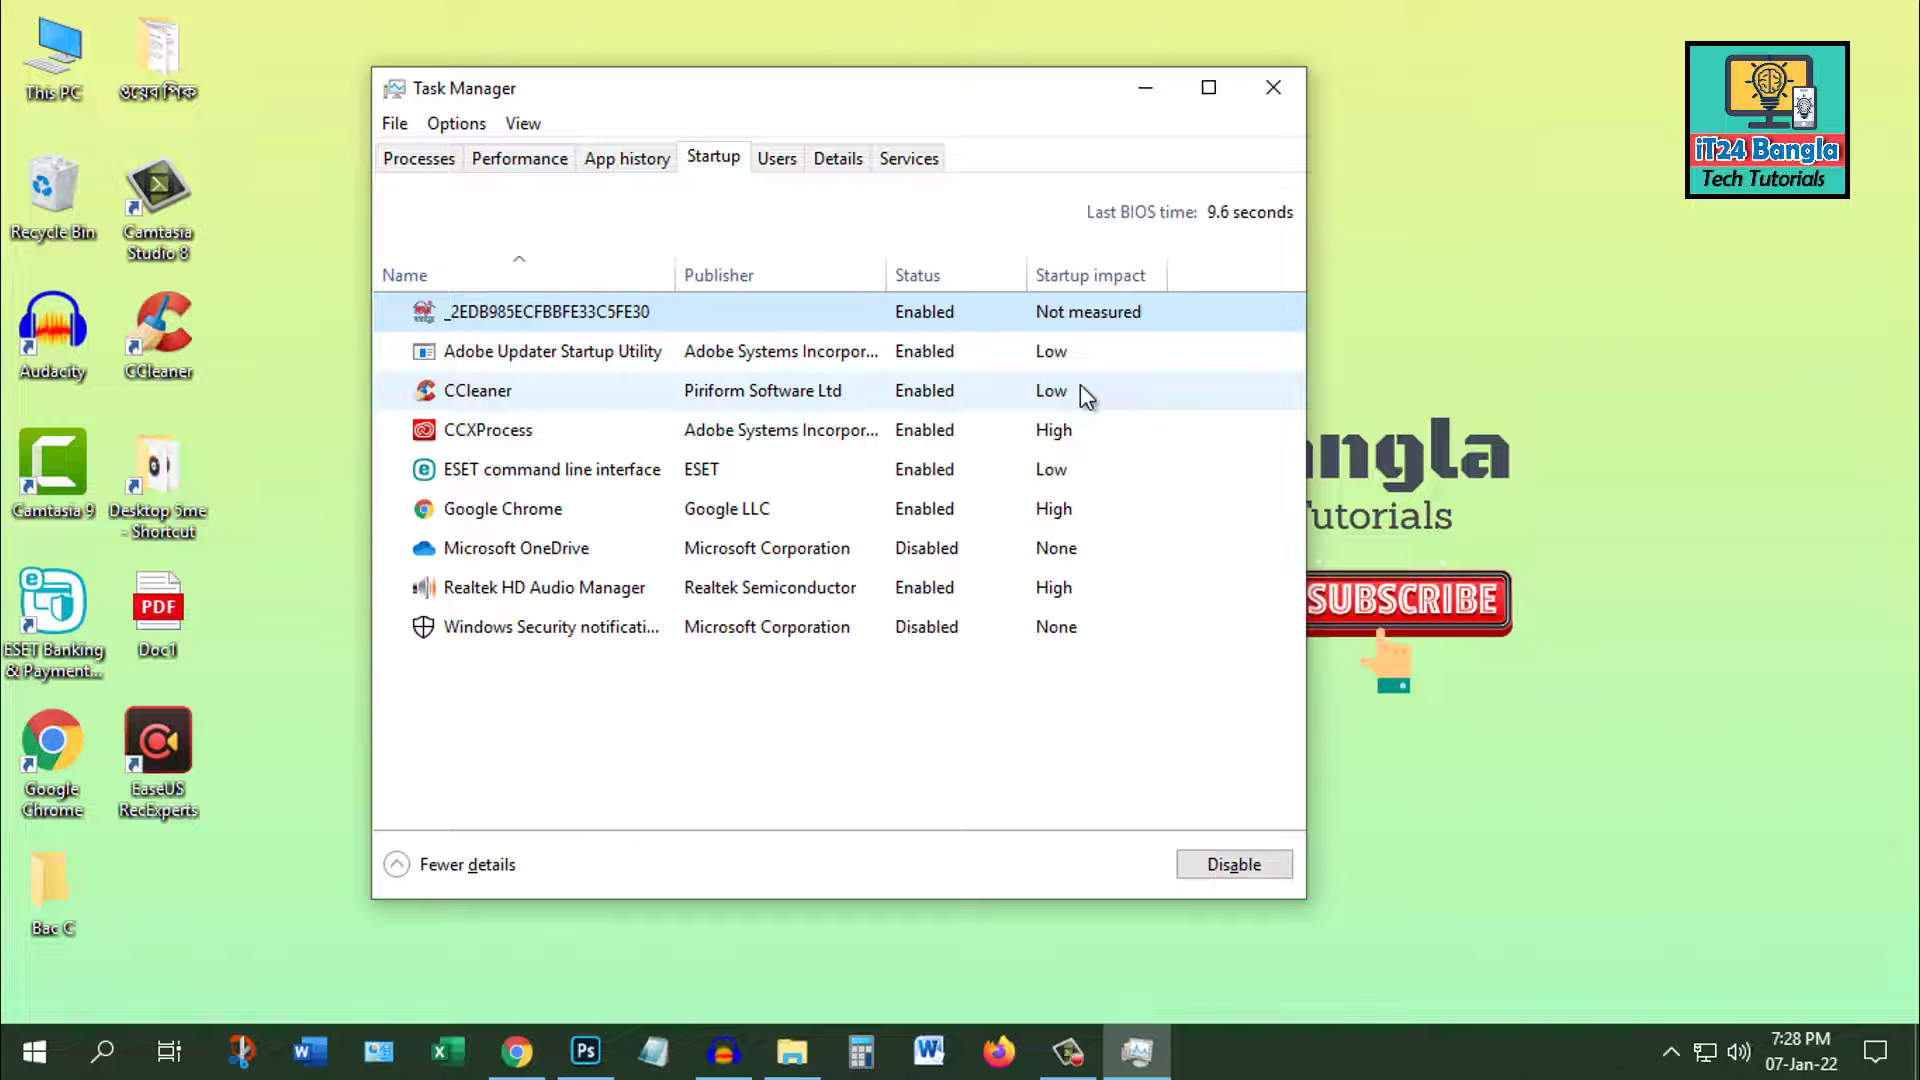 This PC
ওয়েব পিক
Recycle Bin
Camtasia
Studio 8
Audacity
CCleaner
Camtasia 9
Desktop 5me
- Shortcut
ESET Banking
& Payment...
PDF
Doc1
Google
Chrome
EaseUS
RecExperts
Bac C
Task Manager
File Options View
Processes Performance App history Startup Users Details Services
Last BIOS time: 9.6 seconds
Name Publisher Status Startup impact
_2EDB985ECFBBFE33C5FE30 Enabled Not measured
Adobe Updater Startup Utility Adobe Systems Incorpor... Enabled Low
CCleaner Piriform Software Ltd Enabled Low
CCXProcess Adobe Systems Incorpor... Enabled High
ESET command line interface ESET Enabled Low
Google Chrome Google LLC Enabled High
Microsoft OneDrive Microsoft Corporation Disabled None
Realtek HD Audio Manager Realtek Semiconductor Enabled High
Windows Security notificati... Microsoft Corporation Disabled None
Fewer details
Disable
iT24 Bangla
Tech Tutorials
angla
Tutorials
SUBSCRIBE
Ps
7:28 PM
07-Jan-22